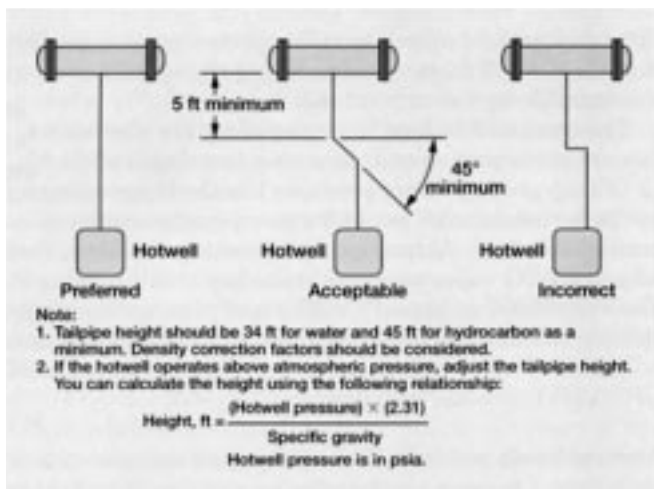 5 ft minimum
45°
minimum
Hotwell
Hotwell
Hotwell
Preferred
Acceptable
Incorrect
Note:
1. Tailpipe height should be 34 ft for water and 45 ft for hydrocarbon as a
minimum. Density correction factors should be considered.
2. If the hotwell operates above atmospheric pressure, adjust the tailpipe height.
You can calculate the height using the following relationship:
Height, ft = (Hotwell pressure) × (2.31)
Specific gravity
Hotwell pressure is in psia.